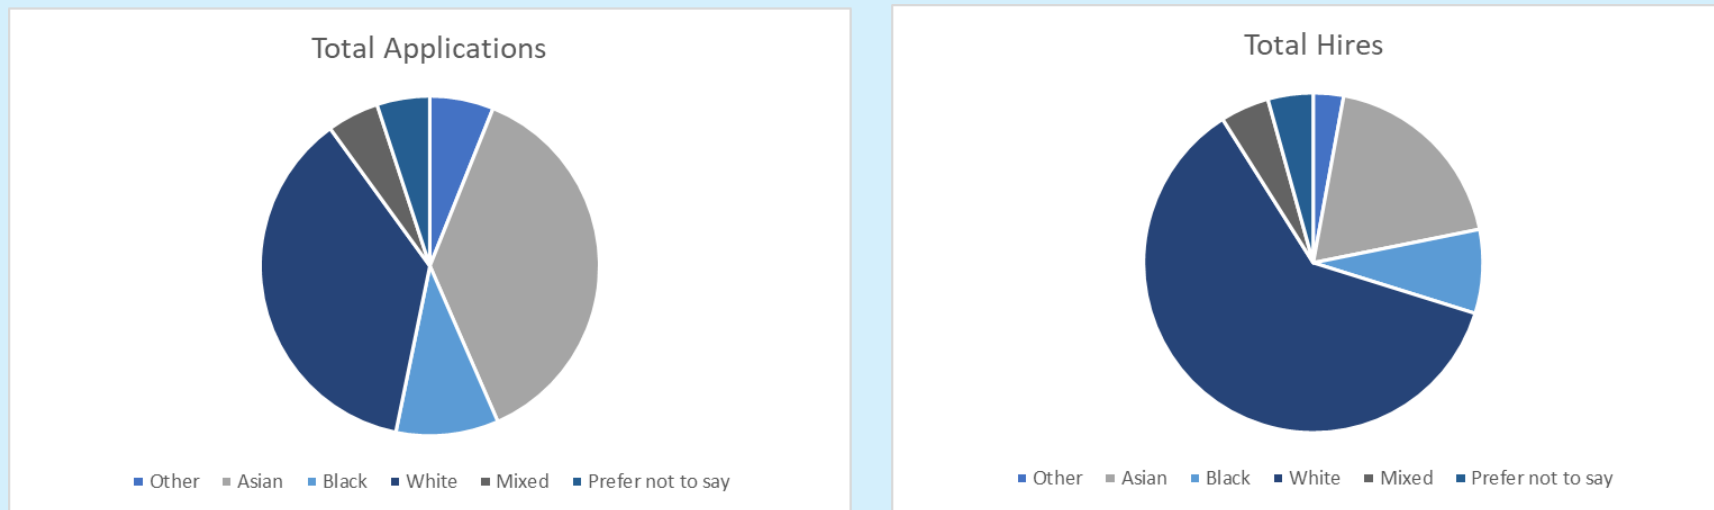 Total Applications
Other Asian Black White Mixed Prefer not to say
Total Hires
Other Asian Black White Mixed Prefer not to say